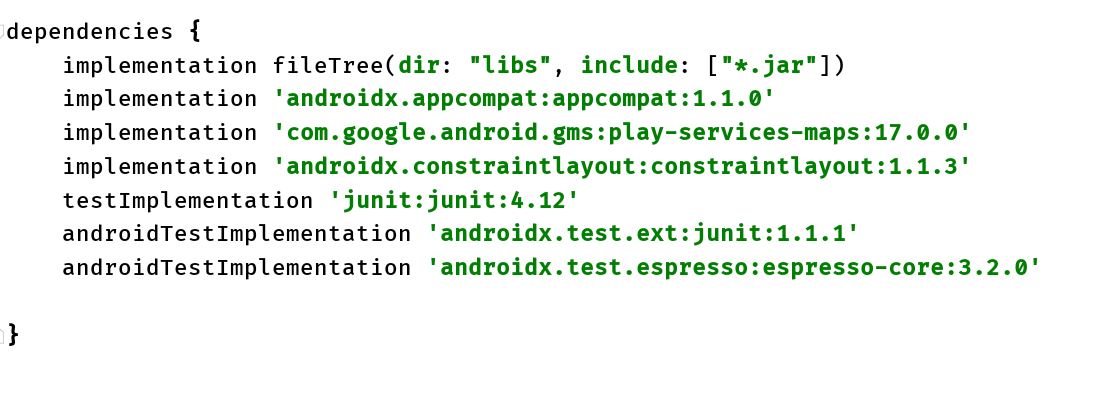 dependencies {
    implementation fileTree(dir: "libs", include: ["*.jar"])
    implementation 'androidx.appcompat:appcompat:1.1.0'
    implementation 'com.google.android.gms:play-services-maps:17.0.0'
    implementation 'androidx.constraintlayout:constraintlayout:1.1.3'
    testImplementation 'junit:junit:4.12'
    androidTestImplementation 'androidx.test.ext:junit:1.1.1'
    androidTestImplementation 'androidx.test.espresso:espresso-core:3.2.0'

}